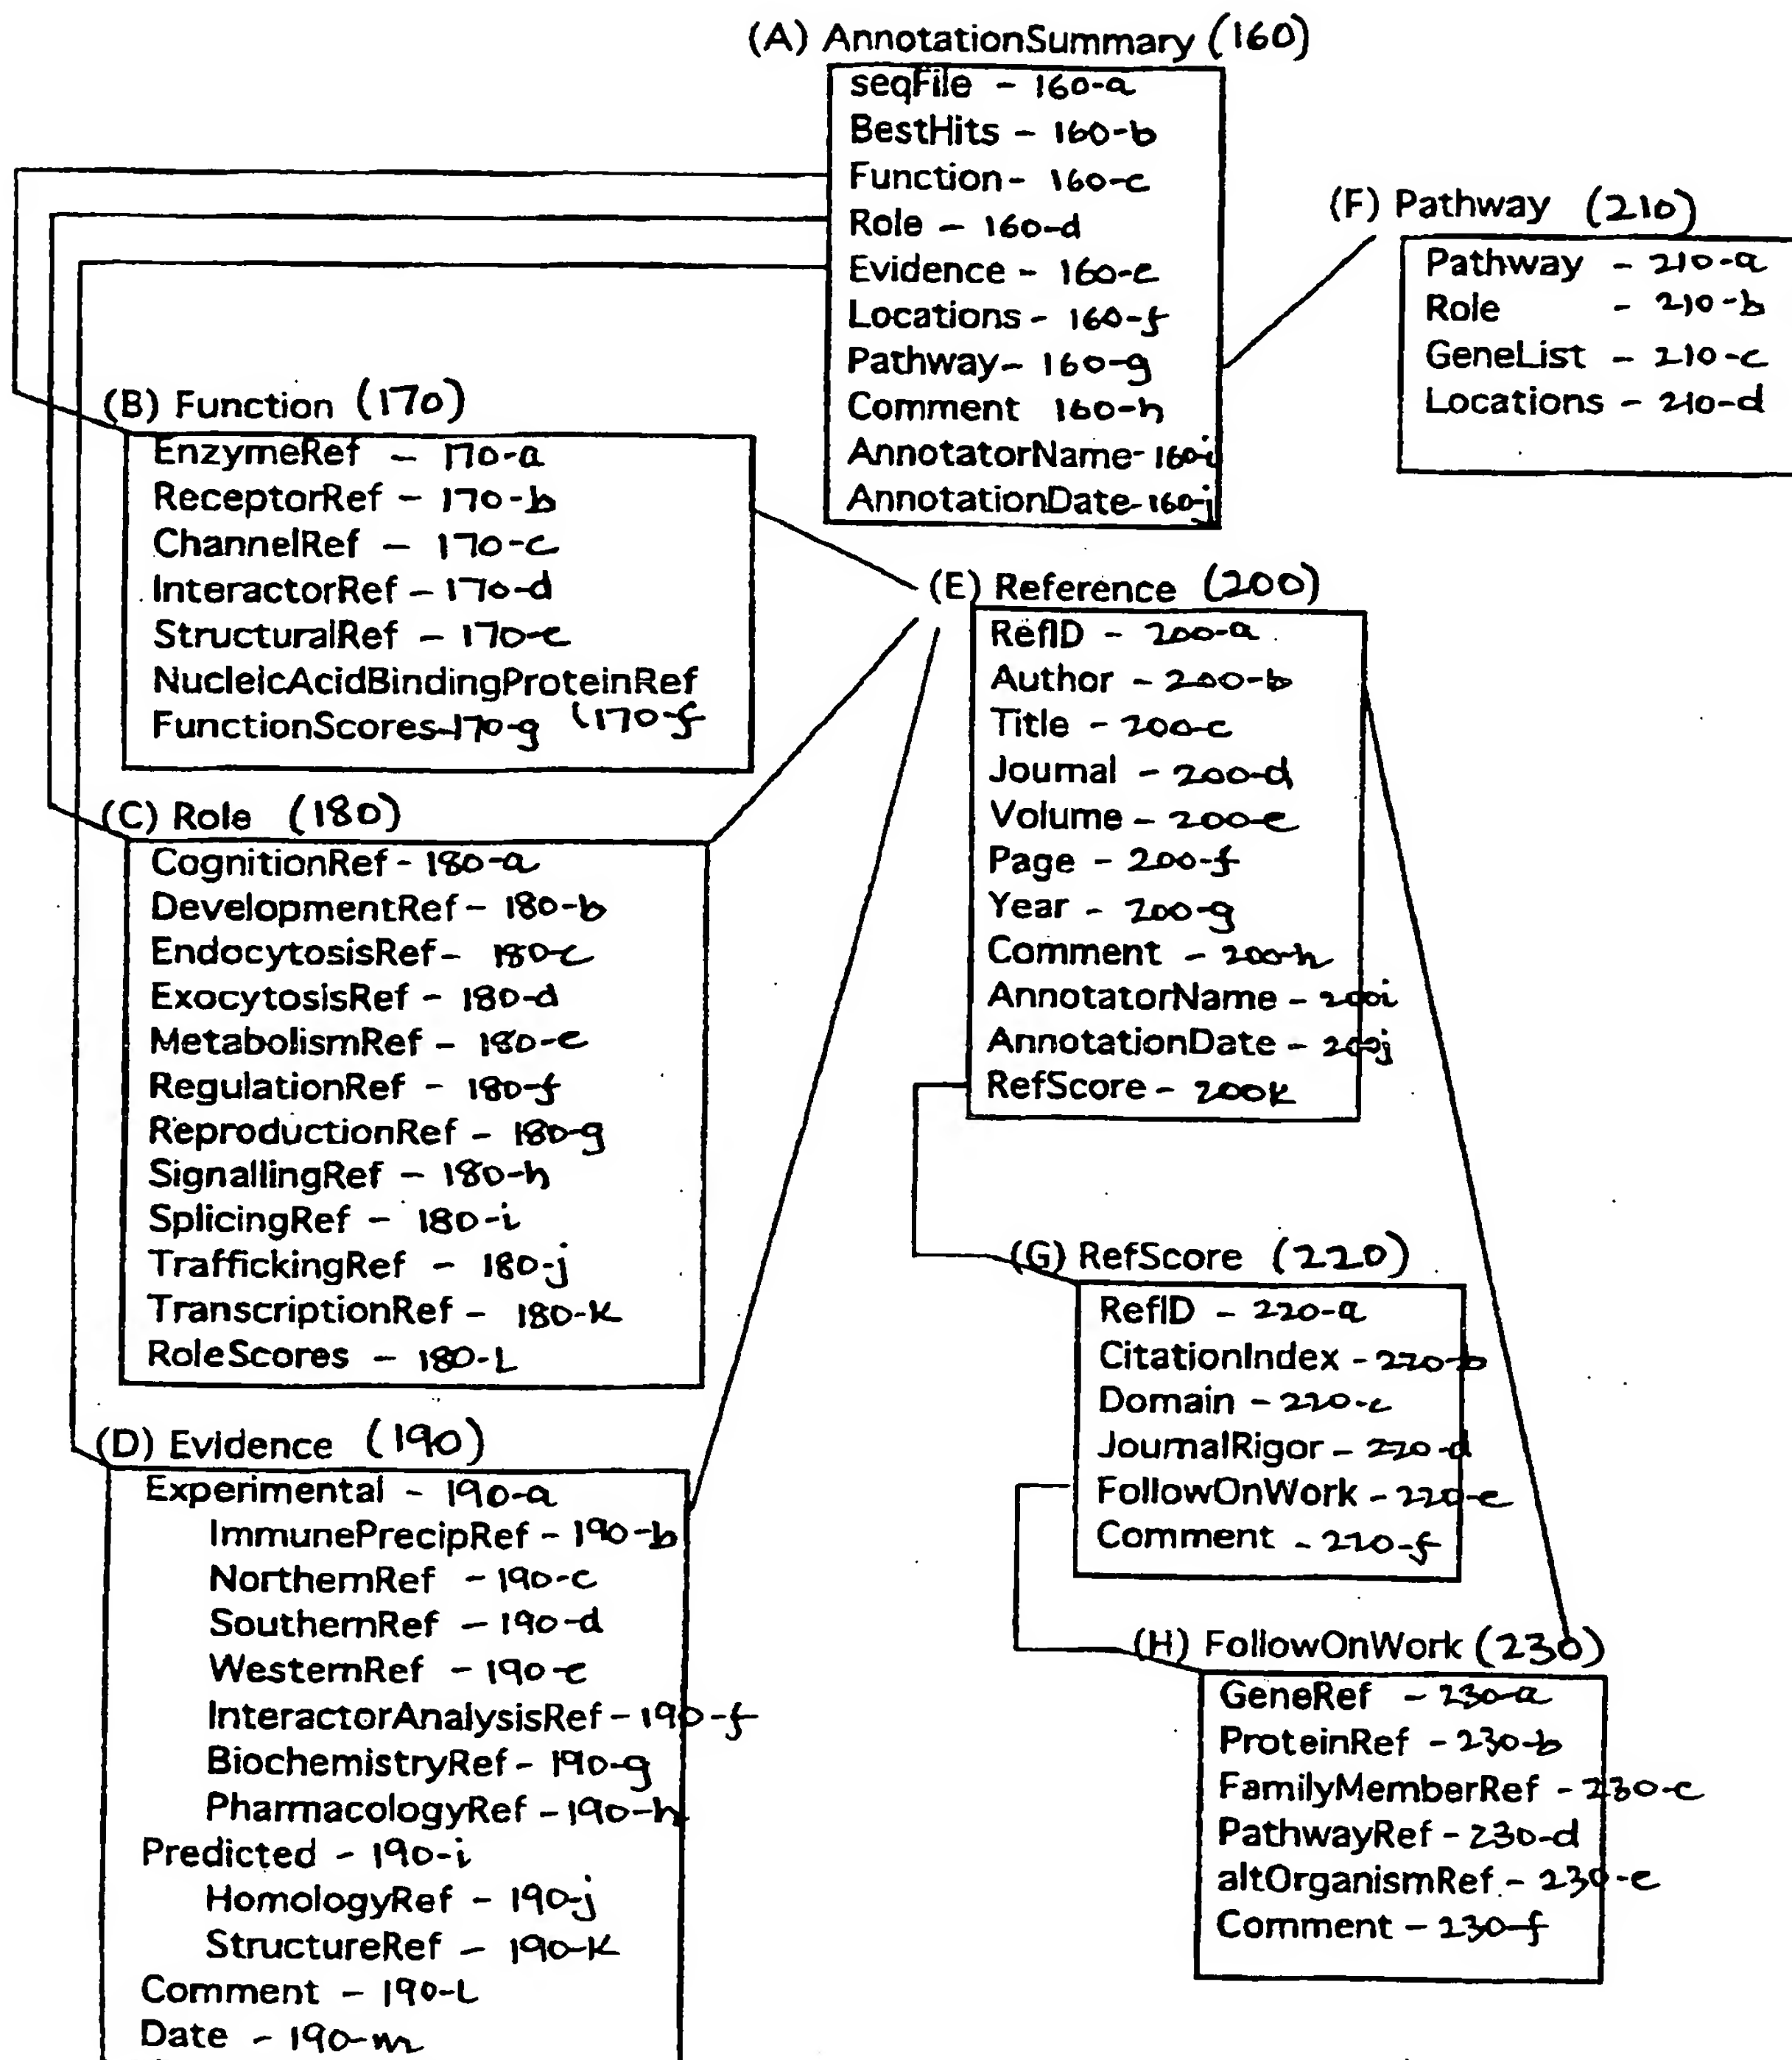 (A) AnnotationSummary (160)
seqFile - 160-a
BestHits - 160-b
Function - 160-c
Role - 160-d
Evidence - 160-e
Locations - 160-f
Pathway - 160-g
Comment 160-h
AnnotatorName - 160-i
AnnotationDate - 160-j
(F) Pathway (210)
Pathway - 210-a
Role - 210-b
GeneList - 210-c
Locations - 210-d
(B) Function (170)
EnzymeRef - 170-a
ReceptorRef - 170-b
ChannelRef - 170-c
InteractorRef - 170-d
StructuralRef - 170-e
NucleicAcidBindingProteinRef
FunctionScores - 170-g (170-f
(C) Role (180)
CognitionRef - 180-a
DevelopmentRef - 180-b
EndocytosisRef - 180-c
ExocytosisRef - 180-d
MetabolismRef - 180-e
RegulationRef - 180-f
ReproductionRef - 180-g
SignallingRef - 180-h
SplicingRef - 180-i
TraffickingRef - 180-j
TranscriptionRef - 180-k
RoleScores - 180-L
(D) Evidence (190)
Experimental - 190-a
ImmunePrecipRef - 190-b
NorthernRef - 190-c
SouthernRef - 190-d
WesternRef - 190-e
InteractorAnalysisRef - 190-f
BiochemistryRef - 190-g
PharmacologyRef - 190-h
Predicted - 190-i
HomologyRef - 190-j
StructureRef - 190-k
Comment - 190-L
Date - 190-m
(E) Reference (200)
RefID - 200-a
Author - 200-b
Title - 200-c
Journal - 200-d
Volume - 200-e
Page - 200-f
Year - 200-g
Comment - 200-h
AnnotatorName - 200i
AnnotationDate - 200j
RefScore - 200k
(G) RefScore (220)
RefID - 220-a
CitationIndex - 220-b
Domain - 220-c
JournalRigor - 220-d
FollowOnWork - 220-e
Comment - 220-f
(H) FollowOnWork (230)
GeneRef - 230-a
ProteinRef - 230-b
FamilyMemberRef - 230-c
PathwayRef - 230-d
altOrganismRef - 230-e
Comment - 230-f